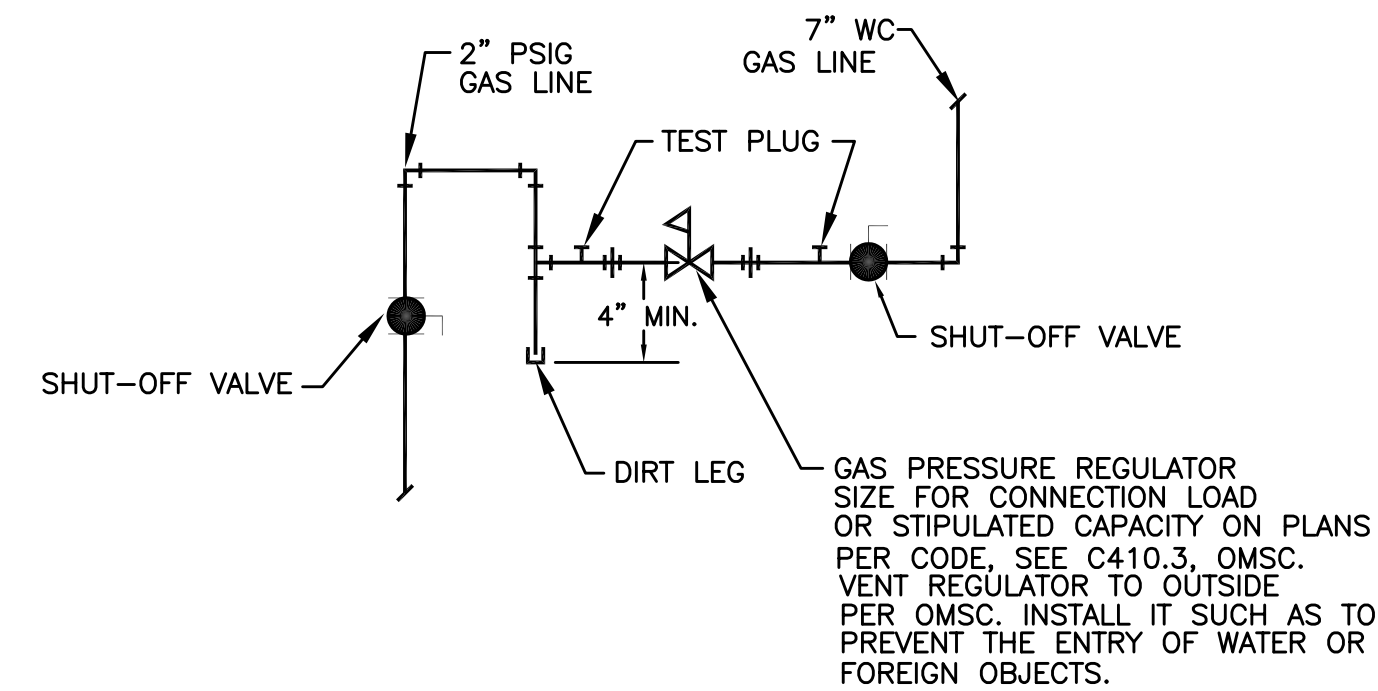 7” WC
GAS LINE
2” PSIG
GAS LINE
TEST PLUG
4” MIN.
SHUT-OFF VALVE
SHUT-OFF VALVE
DIRT LEG
GAS PRESSURE REGULATOR
SIZE FOR CONNECTION LOAD
OR STIPULATED CAPACITY ON PLANS
PER CODE, SEE C410.3, OMSC.
VENT REGULATOR TO OUTSIDE
PER OMSC. INSTALL IT SUCH AS TO
PREVENT THE ENTRY OF WATER OR
FOREIGN OBJECTS.